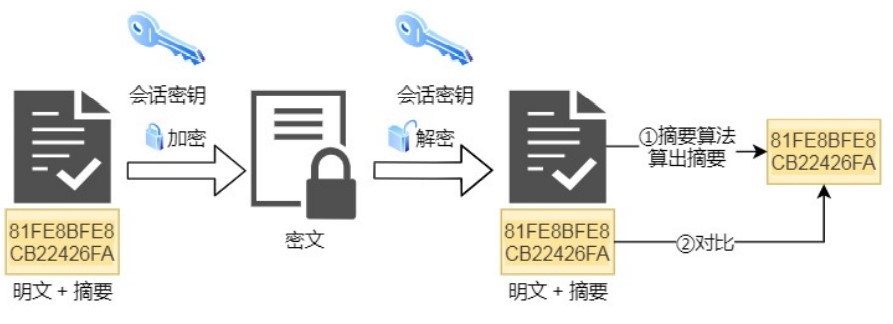 会话密钥
加密
会话密钥
解密
81FE8BFE8
CB22426FA
明文 + 摘要
密文
81FE8BFE8
CB22426FA
明文 + 摘要
①摘要算法
算出摘要
②对比
81FE8BFE8
CB22426FA